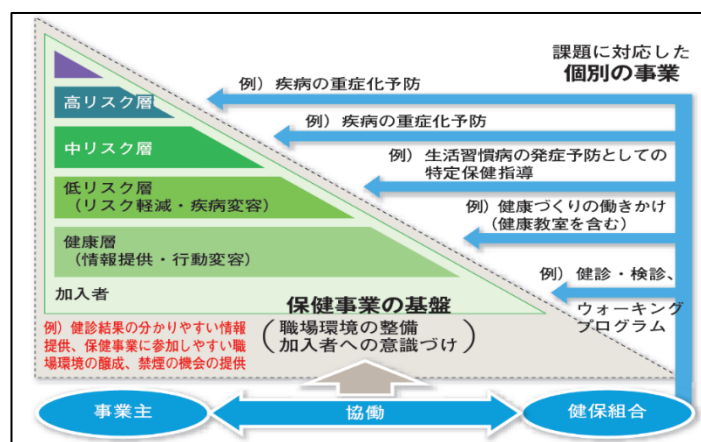 課題に対応した
個別の事業
例）疾病の重症化予防
高リスク層
例）疾病の重症化予防
中リスク層
例）生活習慣病の発症予防としての
特定保健指導
低リスク層
（リスク軽減・疾病変容）
例）健康づくりの働きかけ
（健康教室を含む）
健康層
（情報提供・行動変容）
例）健診・検診、
ウォーキング
プログラム
加入者
保健事業の基盤
（職場環境の整備
加入者への意識づけ）
例）健診結果の分かりやすい情報
提供、保健事業に参加しやすい職
場環境の醸成、禁煙の機会の提供
事業主
協働
健保組合